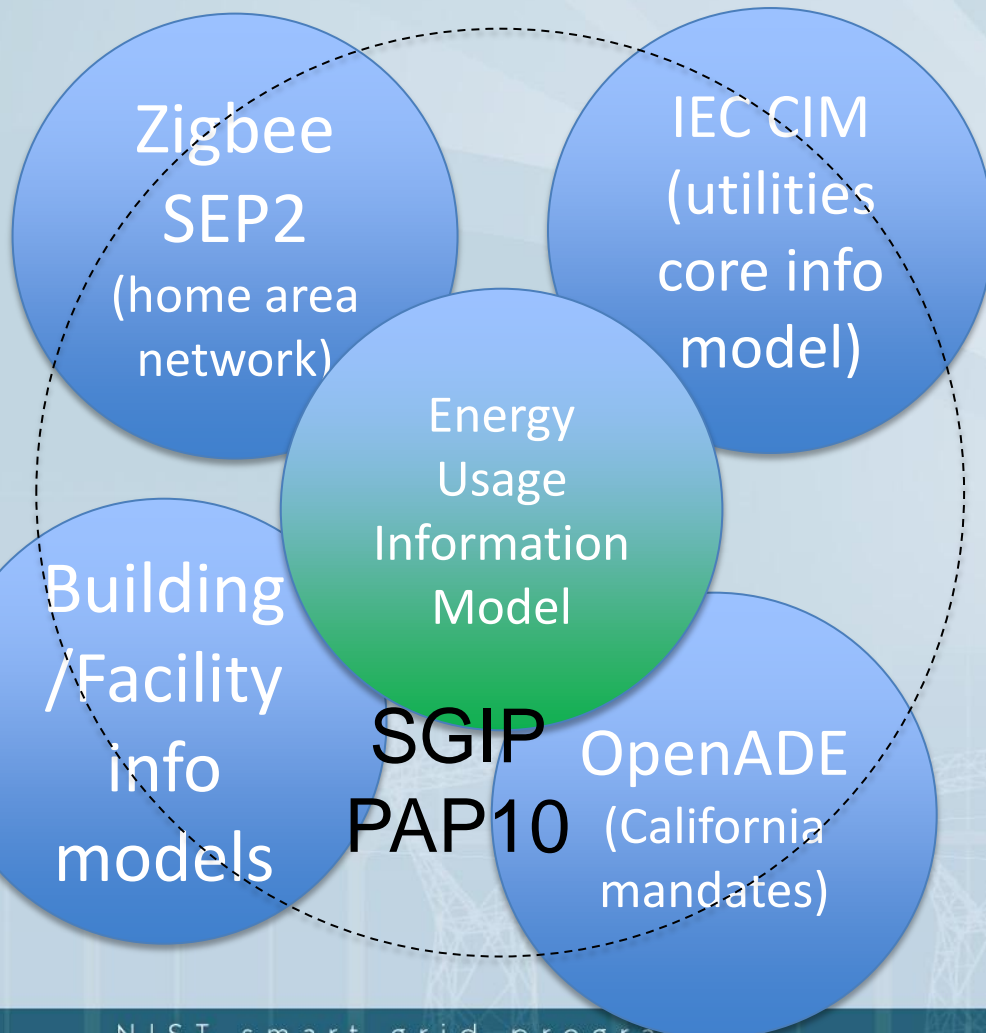 Zigbee
SEP2
(home area
network)
IEC CIM
(utilities
core info
model)
Energy
Usage
Information
Model
Building
/Facility
info
models
SGIP
PAP10
OpenADE
(California
mandates)
NIST smart grid